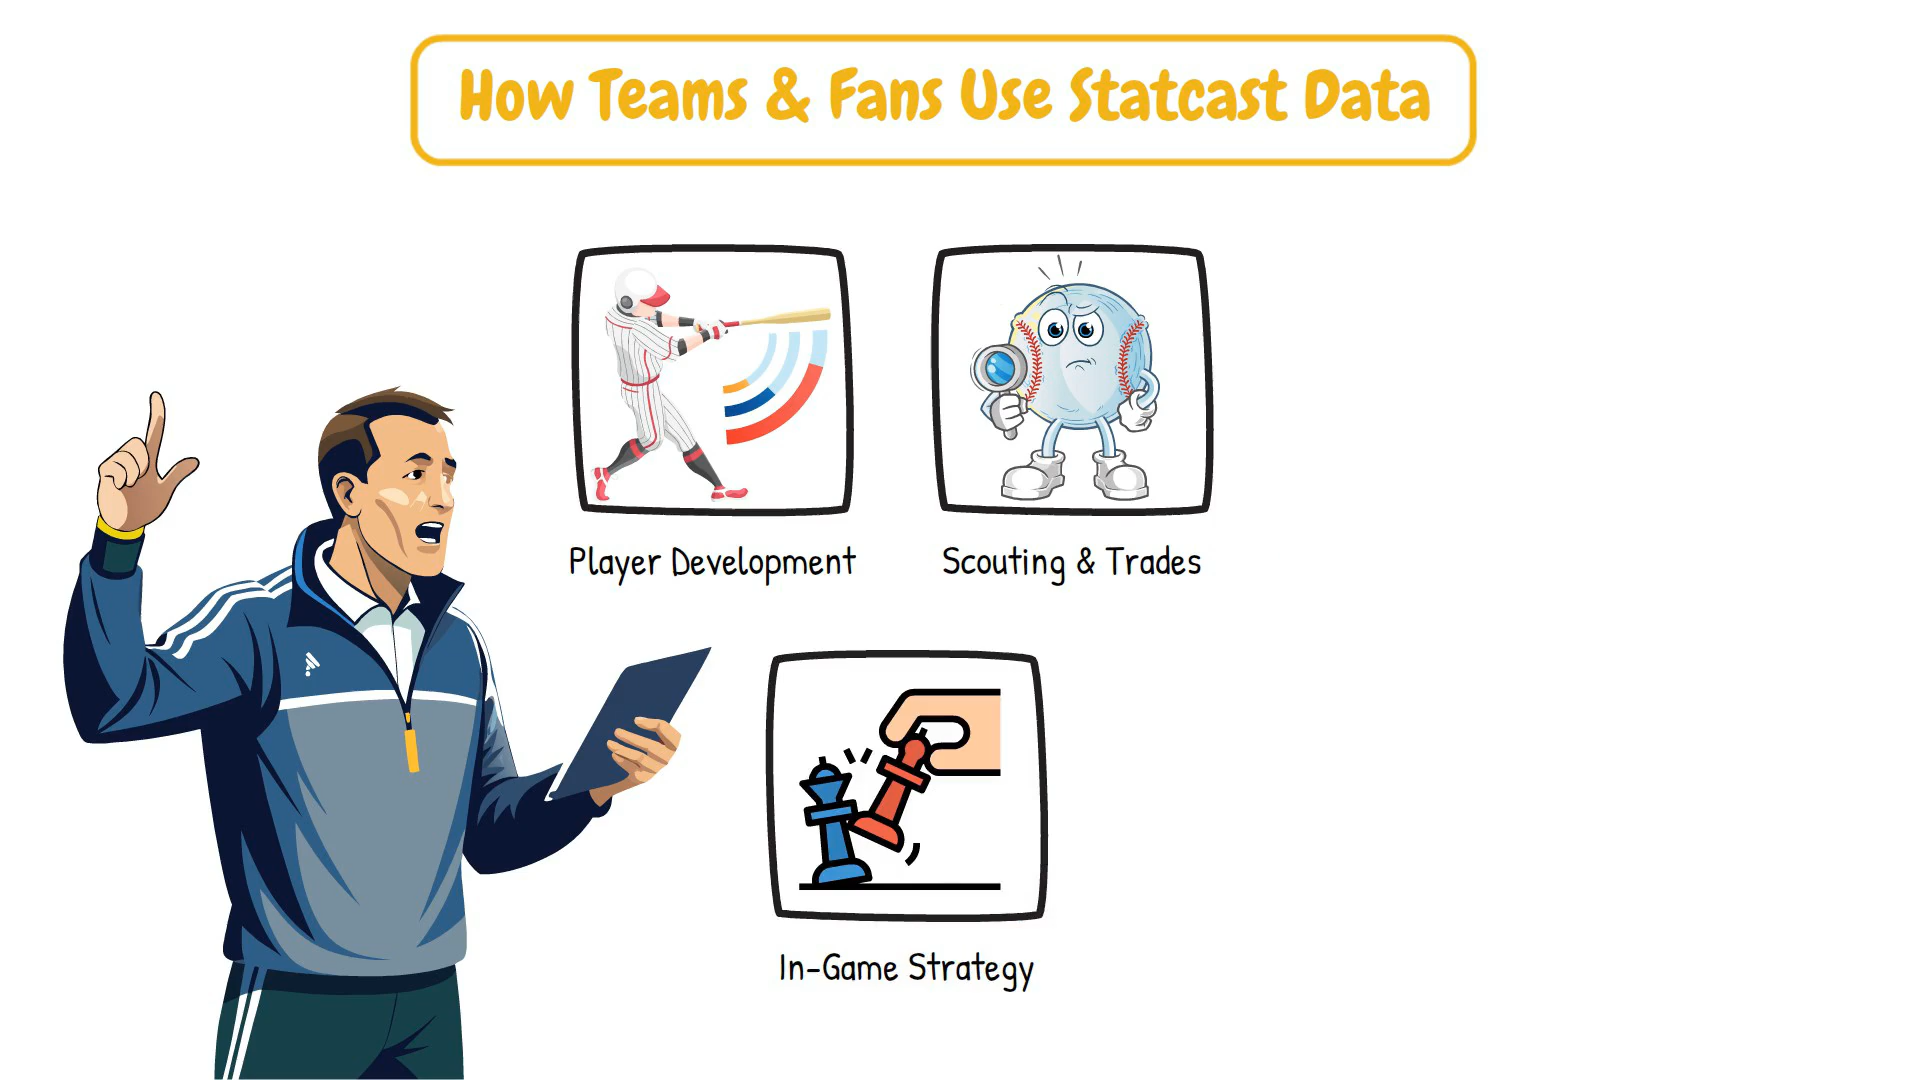 How Teams & Fans Use Statcast Data
Player Development
Scouting & Trades
In-Game Strategy